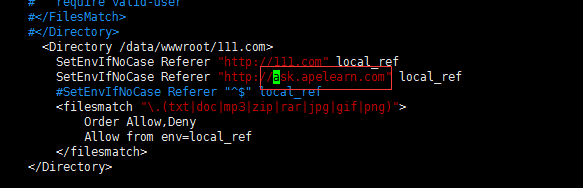 #   require valid-user
#</FilesMatch>
#</Directory>
<Directory /data/wwwroot/111.com>
SetEnvIfNoCase Referer "http://111.com" local_ref
SetEnvIfNoCase Referer "http://ask.apelearn.com" local_ref
#SetEnvIfNoCase Referer "^$" local_ref
<filesmatch "\.(txt|doc|mp3|zip|rar|jpg|gif|png)">
Order Allow,Deny
Allow from env=local_ref
</filesmatch>
</Directory>